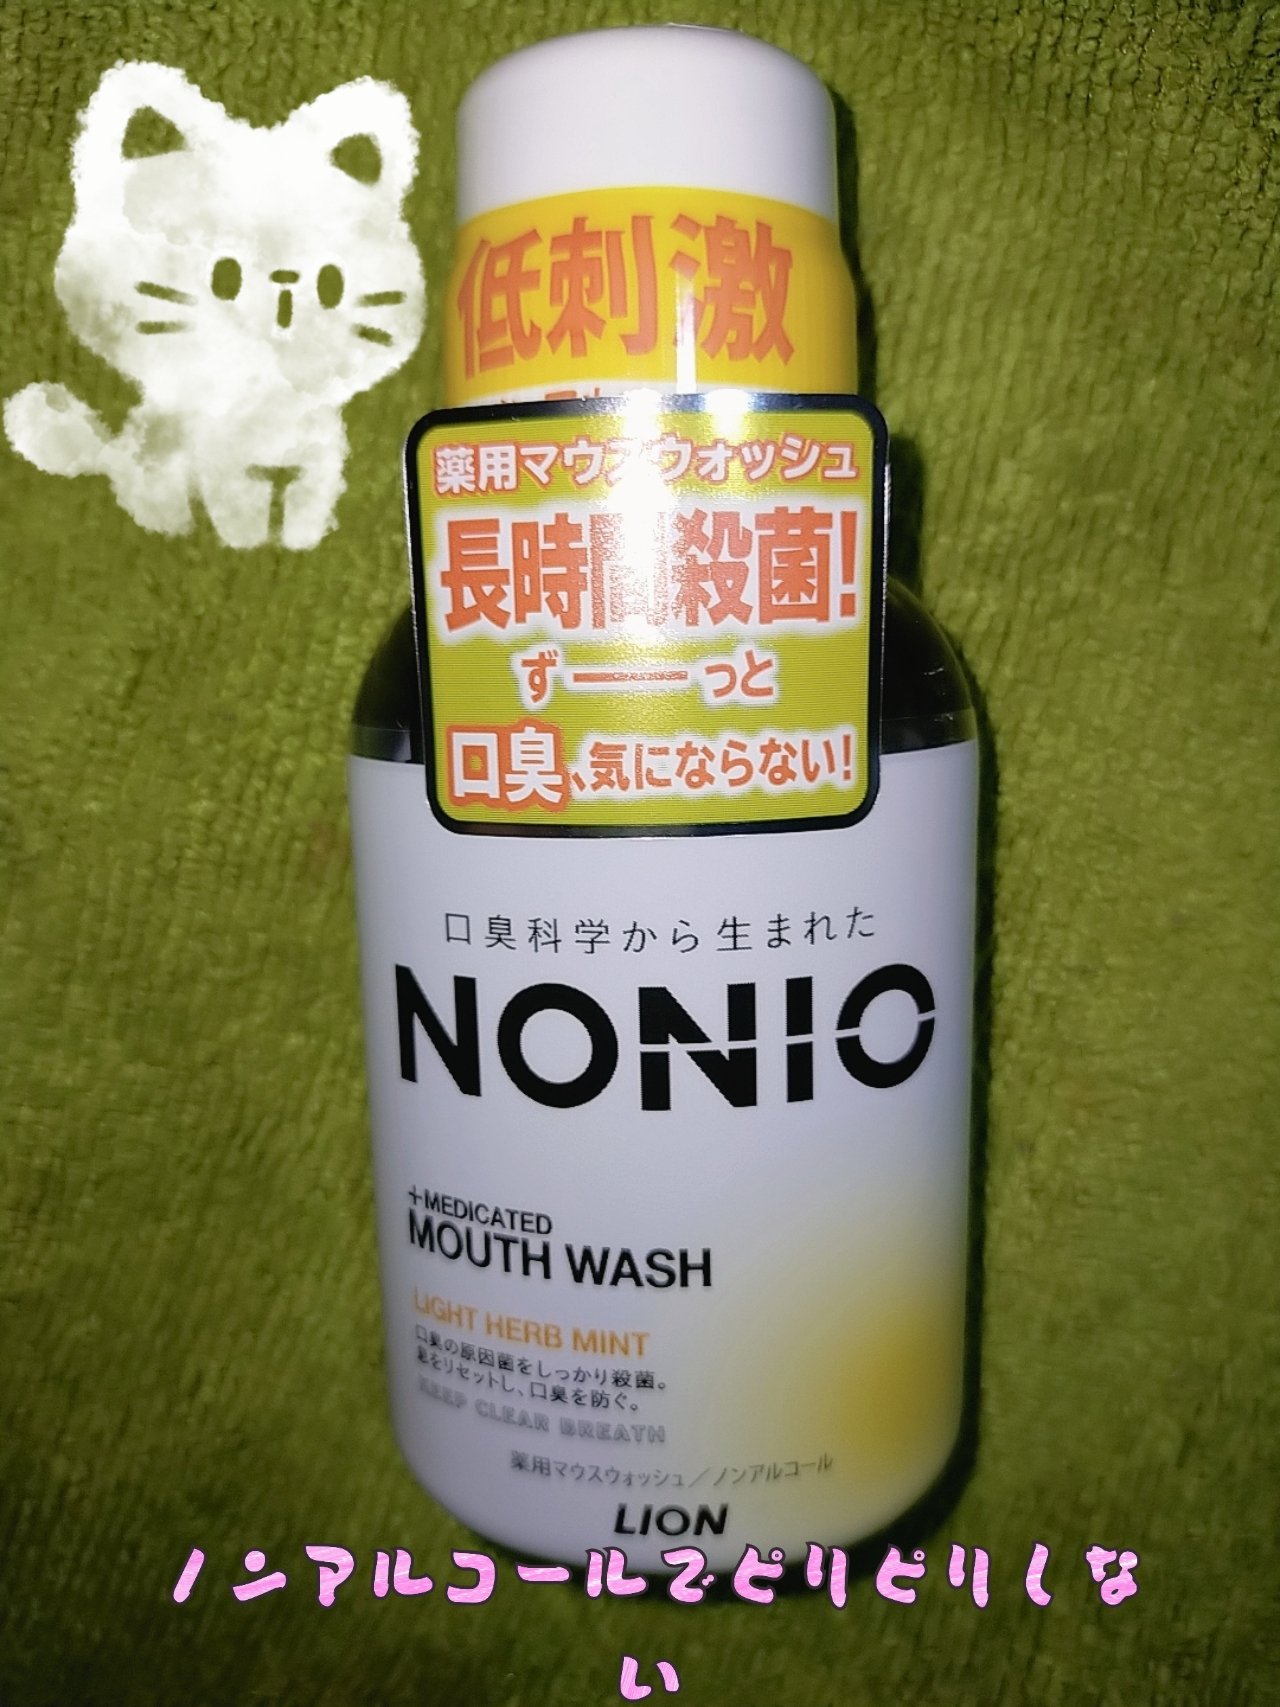 低刺激
薬用マウスウォッシュ
長時間殺菌!
ずーっと
口臭、気にならない!
口臭科学から生まれた
NONIO
+MEDICATED
MOUTH WASH
LIGHT HERB MINT
口臭の原因菌をしっかり殺菌。
息をリセットし、口臭を防ぐ。
KEEP CLEAR BREATH
薬用マウスウォッシュ/ノンアルコール
LION
ノンアルコールでピリピリしな
い